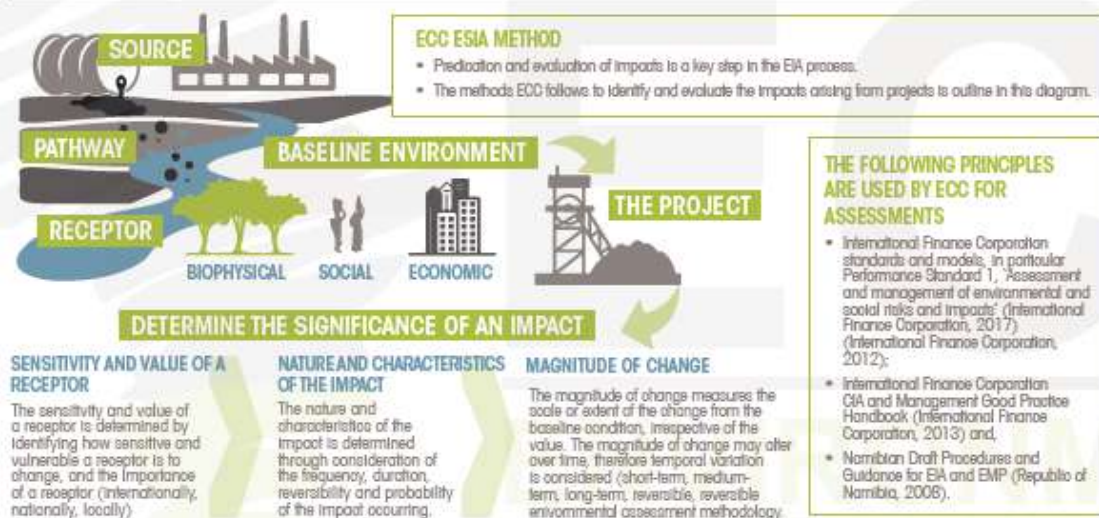 SOURCE
PATHWAY
RECEPTOR
ECC ESIA METHOD
• Predication and evaluation of impacts is a key step in the EIA process.
• The methods ECC follows to identify and evaluate the impacts arising from projects is outline in this diagram.
BASELINE ENVIRONMENT
BIOPHYSICAL
SOCIAL
ECONOMIC
THE PROJECT
THE FOLLOWING PRINCIPLES
ARE USED BY ECC FOR
ASSESSMENTS
• International Finance Corporation
standards and models, in particular
Performance Standard 1, 'Assessment
and management of environmental and
social risks and impacts' (International
Finance Corporation, 2017)
(International Finance Corporation,
2012);
• International Finance Corporation
CIA and Management Good Practice
Handbook (International Finance
Corporation, 2013) and,
• Namibian Draft Procedures and
Guidance for EIA and EMP (Republic of
Namibia, 2008).
DETERMINE THE SIGNIFICANCE OF AN IMPACT
SENSITIVITY AND VALUE OF A
RECEPTOR
The sensitivity and value of
a receptor is determined by
identifying how sensitive and
vulnerable a receptor is to
change, and the importance
of a receptor (internationally,
nationally, locally)
NATURE AND CHARACTERISTICS
OF THE IMPACT
The nature and
characteristics of the
impact is determined
through consideration of
the frequency, duration,
reversibility and probability
of the impact occurring.
MAGNITUDE OF CHANGE
The magnitude of change measures the
scale or extent of the change from the
baseline condition, irrespective of the
value. The magnitude of change may alter
over time, therefore temporal variation
is considered (short-term, medium-
term, long-term, reversible, reversible
environmental assessment methodology.